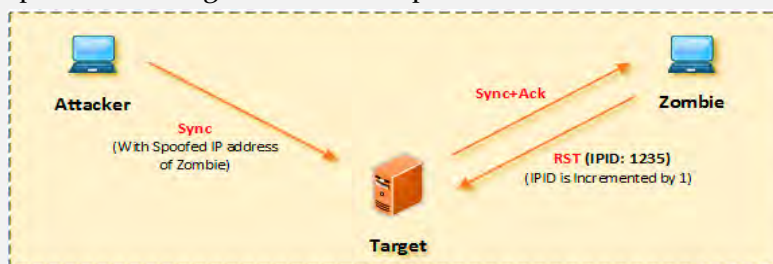 Attacker
Sync
(With Spoofed IP address
of Zombie)
Sync+Ack
Zombie
RST (IPID: 1235)
(IPID is Incremented by 1)
Target